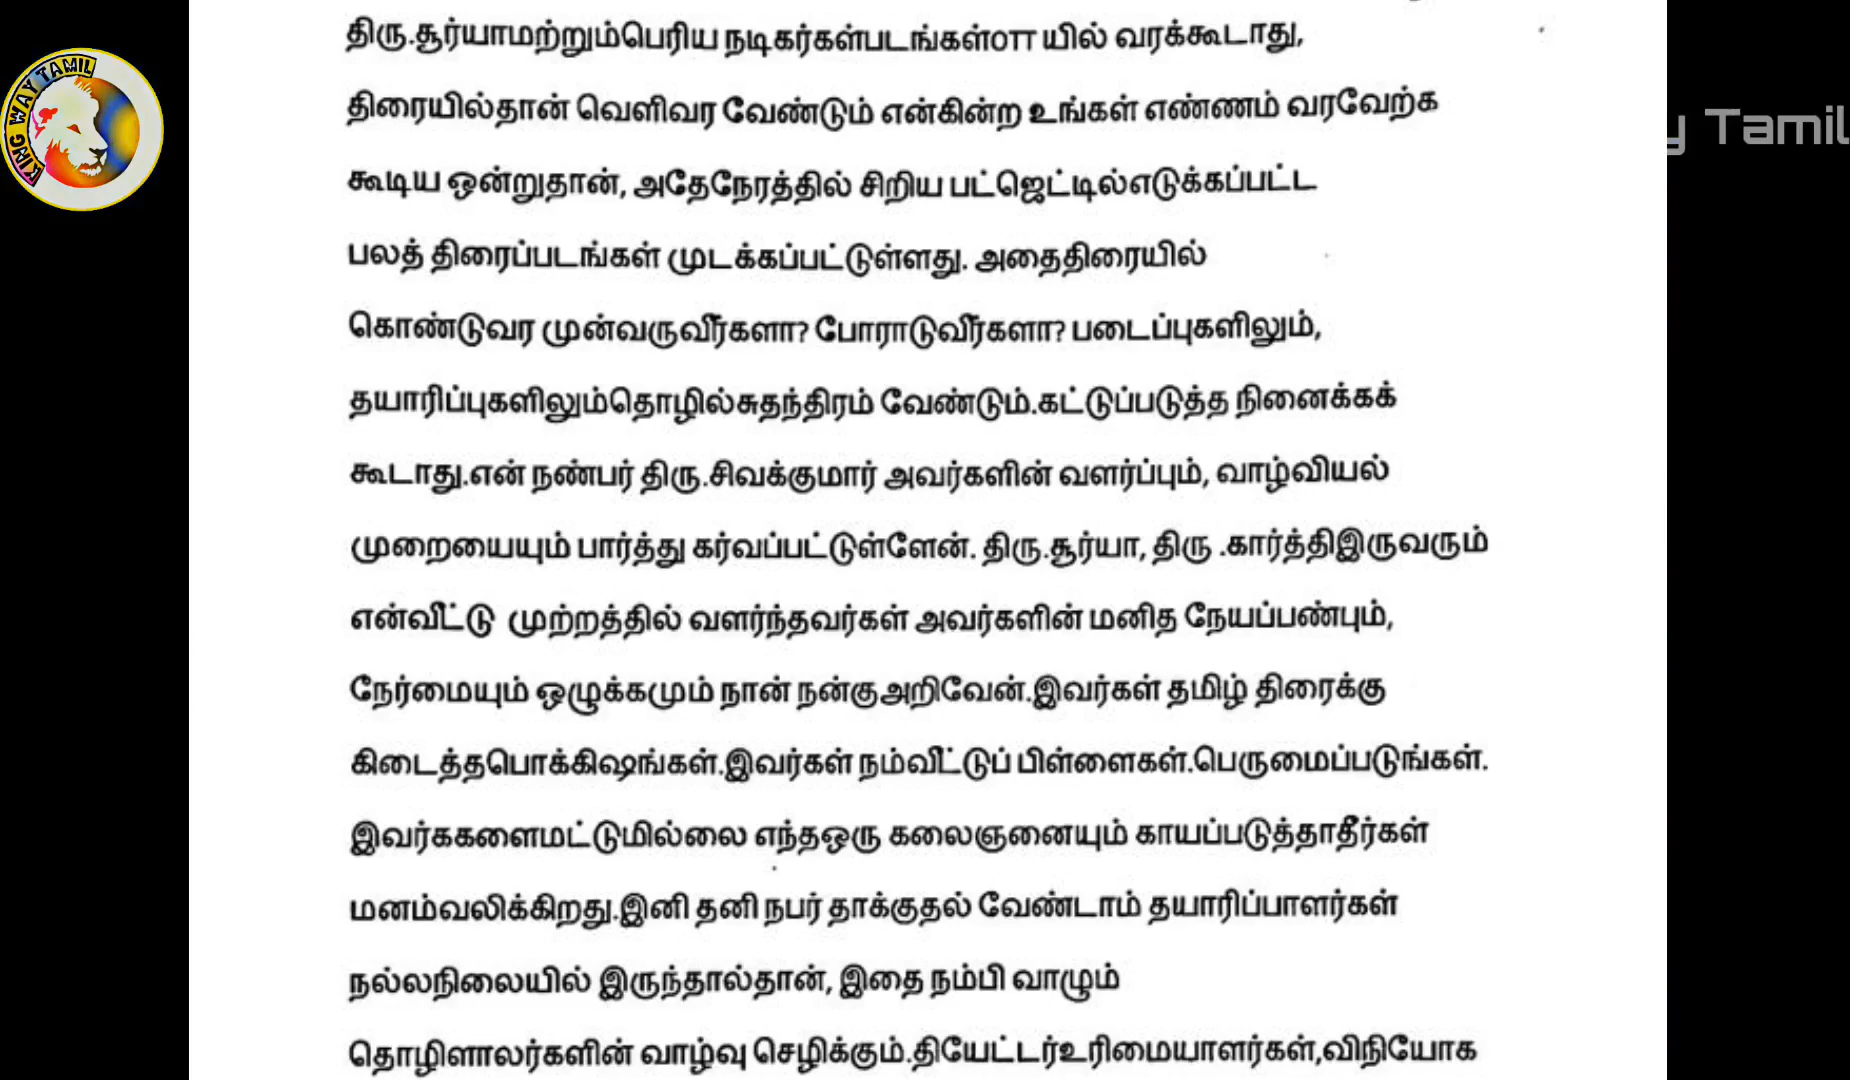 திரு.சூர்யாமற்றும்பெரிய நடிகர்கள்படங்கள்OTT யில் வரக்கூடாது,
திரையில்தான் வெளிவர வேண்டும் என்கின்ற உங்கள் எண்ணம் வரவேற்க
கூடிய ஒன்றுதான், அதேநேரத்தில் சிறிய பட்ஜெட்டில்எடுக்கப்பட்ட
பலத் திரைப்படங்கள் முடக்கப்பட்டுள்ளது. அதைதிரையில்
கொண்டுவர முன்வருவீர்களா? போராடுவீர்களா? படைப்புகளிலும்,
தயாரிப்புகளிலும்தொழில்சுதந்திரம் வேண்டும்.கட்டுப்படுத்த நினைக்கக்
கூடாது.என் நண்பர் திரு.சிவக்குமார் அவர்களின் வளர்ப்பும், வாழ்வியல்
முறையையும் பார்த்து கர்வப்பட்டுள்ளேன். திரு.சூர்யா, திரு .கார்த்திஇருவரும்
என்வீட்டு முற்றத்தில் வளர்ந்தவர்கள் அவர்களின் மனித நேயப்பண்பும்,
நேர்மையும் ஒழுக்கமும் நான் நன்குஅறிவேன்.இவர்கள் தமிழ் திரைக்கு
கிடைத்தபொக்கிஷங்கள்.இவர்கள் நம்வீட்டுப் பிள்ளைகள்.பெருமைப்படுங்கள்.
இவர்ககளைமட்டுமில்லை எந்தஒரு கலைஞனையும் காயப்படுத்தாதீர்கள்
மனம்வலிக்கிறது.இனி தனி நபர் தாக்குதல் வேண்டாம் தயாரிப்பாளர்கள்
நல்லநிலையில் இருந்தால்தான், இதை நம்பி வாழும்
தொழிளாலர்களின் வாழ்வு செழிக்கும்.தியேட்டர்உரிமையாளர்கள்,விநியோக
KING WAY TAMIL
y Tamil